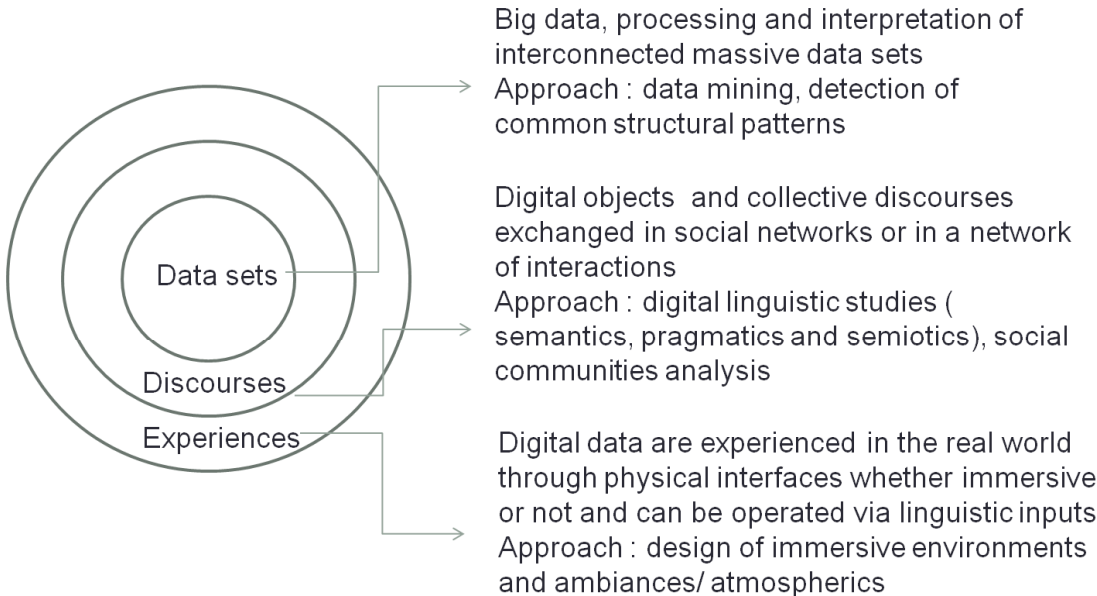 Big data, processing and interpretation of
interconnected massive data sets
Approach : data mining, detection of
common structural patterns
Digital objects  and collective discourses
exchanged in social networks or in a network
of interactions
Approach : digital linguistic studies (
semantics, pragmatics and semiotics), social
communities analysis
Data sets
Discourses
Experiences
Digital data are experienced in the real world
through physical interfaces whether immersive
or not and can be operated via linguistic inputs
Approach : design of immersive environments
and ambiances/ atmospherics